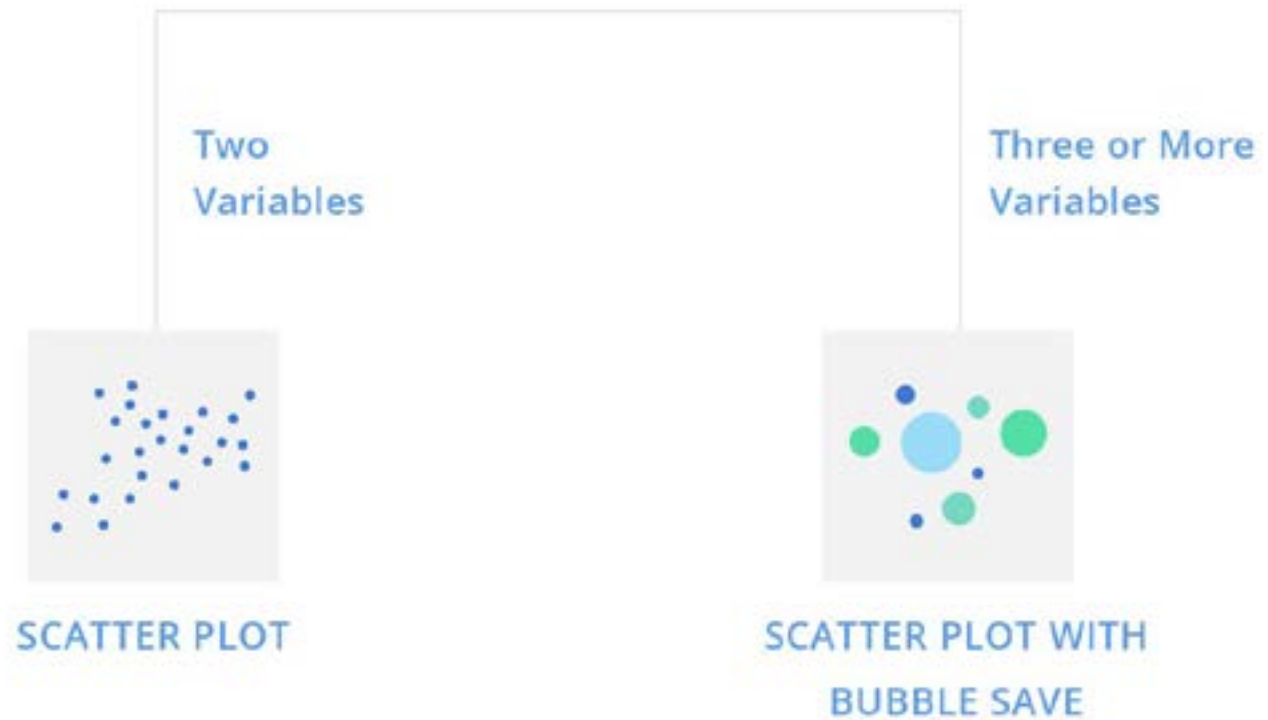 Two
Variables
Three or More
Variables
SCATTER PLOT
SCATTER PLOT WITH
BUBBLE SAVE